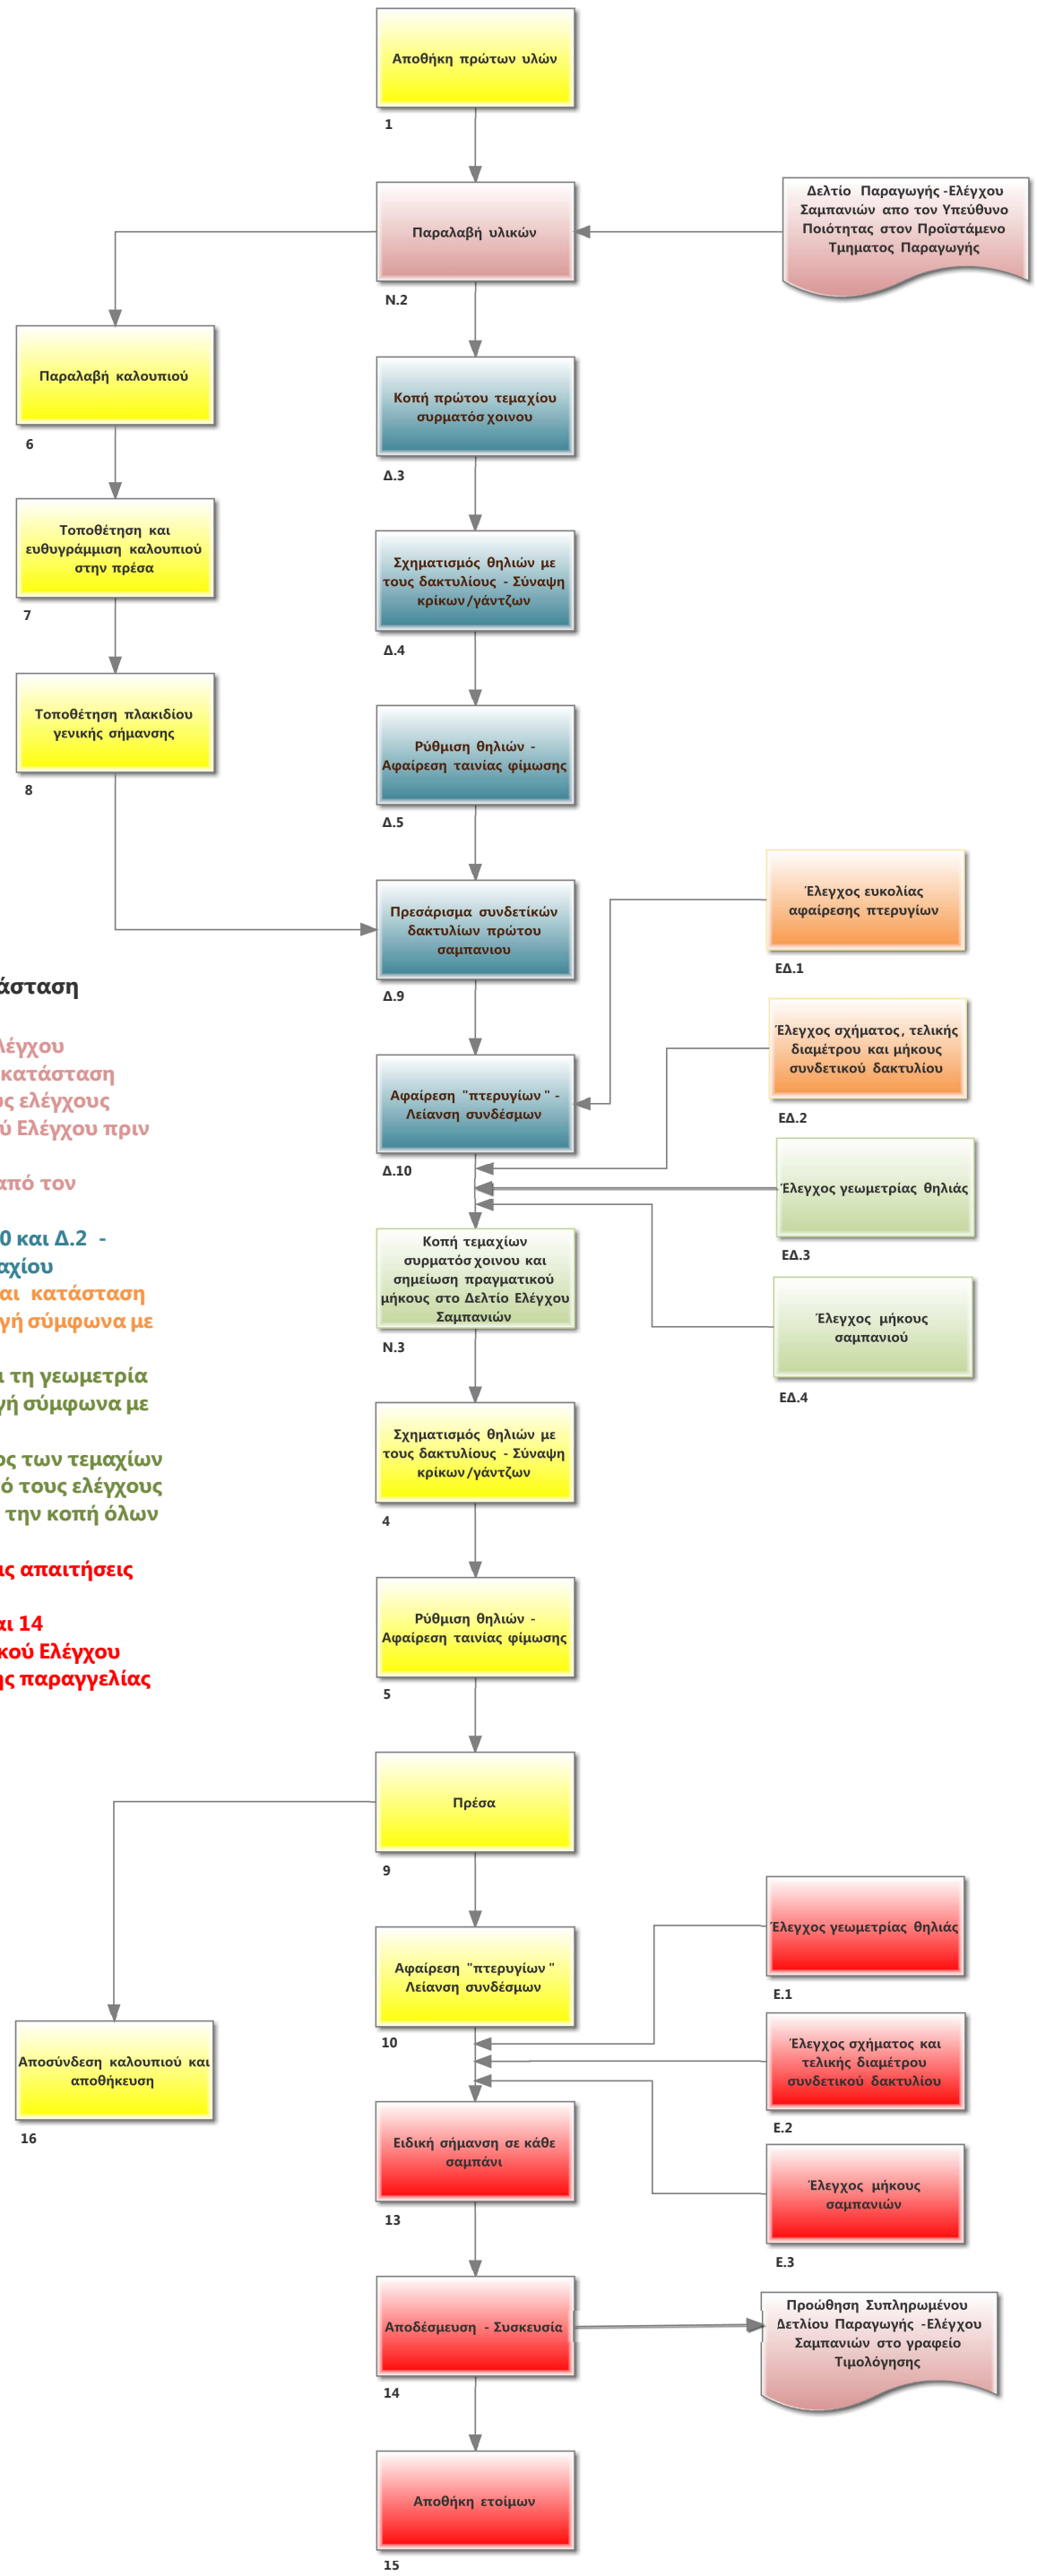 Αποθήκη πρώτων υλών
1
Παραλαβή υλικών
Ν.2
Δελτίο Παραγωγής -Ελέγχου
Σαμπανιών απο τον Υπεύθυνο
Ποιότητας στον Προϊστάμενο
Τμηματος Παραγωγής
Παραλαβή καλουπιού
6
Κοπή πρώτου τεμαχίου
συρματόσχοινου
Δ.3
Τοποθέτηση και
ευθυγράμμιση καλουπιού
στην πρέσα
7
Σχηματισμός θηλιών με
τους δακτυλίους - Σύναψη
κρίκων/γάντζων
Δ.4
Τοποθέτηση πλακιδίου
γενικής σήμανσης
8
Ρύθμιση θηλιών -
Αφαίρεση ταινίας φίμωσης
Δ.5
Πρεσάρισμα συνδετίκών
δακτυλίων πρώτου
σαμπανιου
Δ.9
Έλεγχος ευκολίας
αφαίρεσης πτερυγίων
ΕΔ.1
Έλεγχος σχήματος, τελικής
διαμέτρου και μήκους
συνδετικού δακτυλίου
ΕΔ.2
Αφαίρεση "πτερυγίων" -
Λείανση συνδέσμων
Δ.10
Έλεγχος γεωμετρίας θηλιάς
ΕΔ.3
Κοπή τεμαχίων
συρματόσχοινου και
σημείωση πραγματικού
μήκους στο Δελτίο Ελέγχου
Σαμπανιών
Ν.3
Έλεγχος μήκους
σαμπανιού
ΕΔ.4
άσταση
λέγχου
κατάσταση
υς ελέγχους
ύ Ελέγχου πριν
από τον
0 και Δ.2 -
αχίου
αι κατάσταση
γή σύμφωνα με
ι τη γεωμετρία
γή σύμφωνα με
ος των τεμαχίων
ό τους ελέγχους
την κοπή όλων
ις απαιτήσεις
αι 14
κού Ελέγχου
ης παραγγελίας
Σχηματισμός θηλιών με
τους δακτυλίους - Σύναψη
κρίκων/γάντζων
4
Ρύθμιση θηλιών -
Αφαίρεση ταινίας φίμωσης
5
Πρέσα
9
Αφαίρεση "πτερυγίων"
Λείανση συνδέσμων
10
Έλεγχος γεωμετρίας θηλιάς
Ε.1
Αποσύνδεση καλουπιού και
αποθήκευση
16
Έλεγχος σχήματος και
τελικής διαμέτρου
συνδετικού δακτυλίου
Ε.2
Ειδική σήμανση σε κάθε
σαμπάνι
13
Έλεγχος μήκους
σαμπανιών
Ε.3
Αποδέσμευση - Συσκευσία
14
Προώθηση Συπληρωμένου
Δετλίου Παραγωγής -Ελέγχου
Σαμπανιών στο γραφείο
Τιμολόγησης
Αποθήκη ετοίμων
15